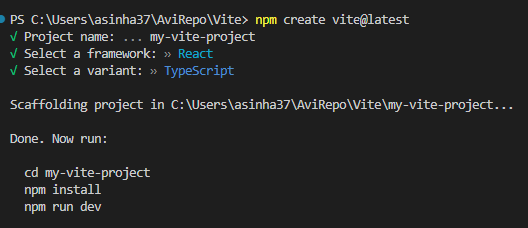 PS C:\Users\asinha37\AviRepo\Vite> npm create vite@latest
√ Project name: ... my-vite-project
√ Select a framework: » React
√ Select a variant: » TypeScript
Scaffolding project in C:\Users\asinha37\AviRepo\Vite\my-vite-project...
Done. Now run:
cd my-vite-project
npm install
npm run dev